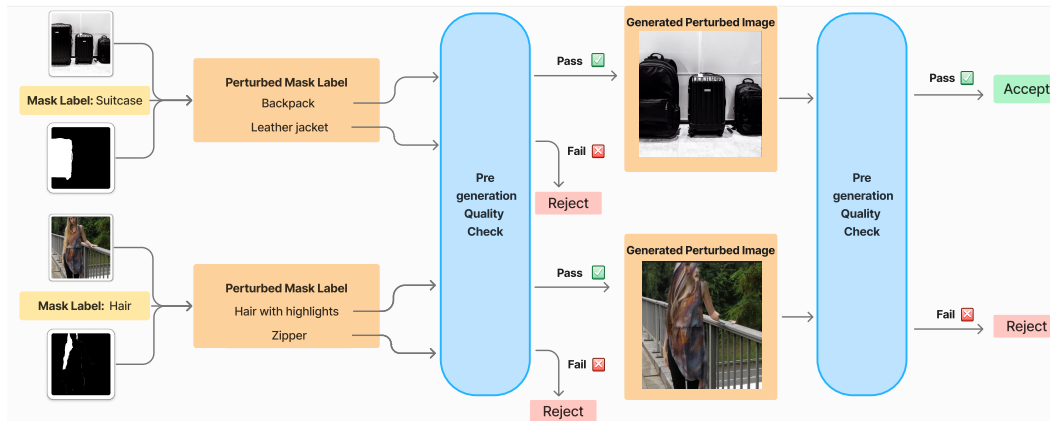 Mask Label: Suitcase
Perturbed Mask Label
Backpack
Leather jacket
Pre
generation
Quality
Check
Pass
Fail
Reject
Generated Perturbed Image
Pre
generation
Quality
Check
Pass
Accept
Mask Label: Hair
Perturbed Mask Label
Hair with highlights
Zipper
Pass
Fail
Reject
Generated Perturbed Image
Fail
Reject